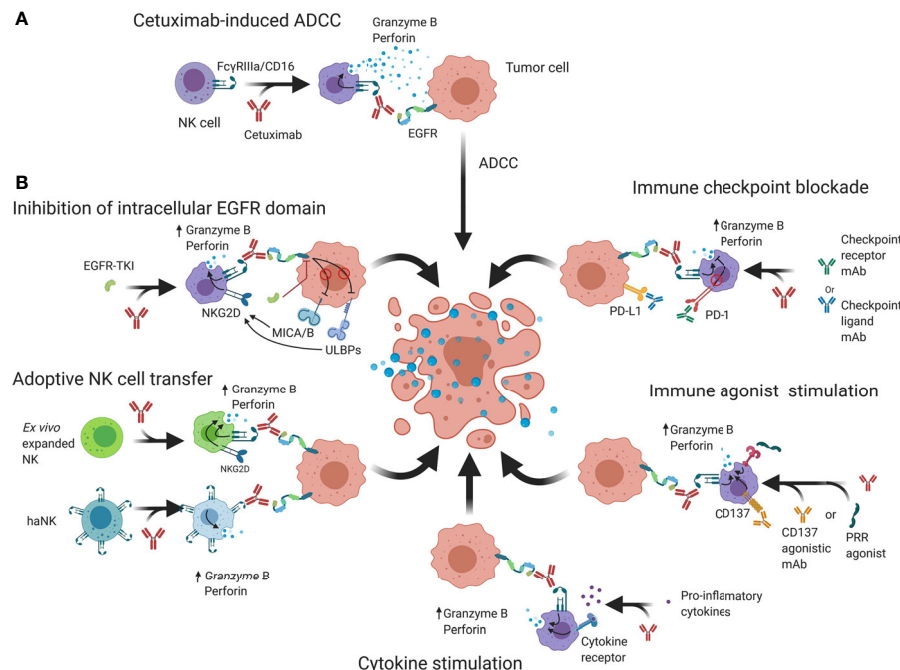 A
Cetuximab-induced ADCC
Granzyme B
Perforin
FcγRIIIa/CD16
Tumor cell
NK cell
Cetuximab
EGFR
ADCC
B
Inihibition of intracellular EGFR domain
↑ Granzyme B
Perforin
EGFR-TKI
NKG2D
MICA/B
ULBPs
Immune checkpoint blockade
↑Granzyme B
Perforin
Checkpoint
receptor
mAb
Or
Checkpoint
ligand
mAb
PD-L1
PD-1
Adoptive NK cell transfer
↑ Granzyme B
Perforin
Ex vivo
expanded
NK
NKG2D
haNK
↑ Granzyme B
Perforin
Immune agonist stimulation
↑Granzyme B
Perforin
CD137
CD137
agonistic
mAb
or
PRR
agonist
↑Granzyme B
Perforin
Pro-inflamatory
cytokines
Cytokine
receptor
Cytokine stimulation